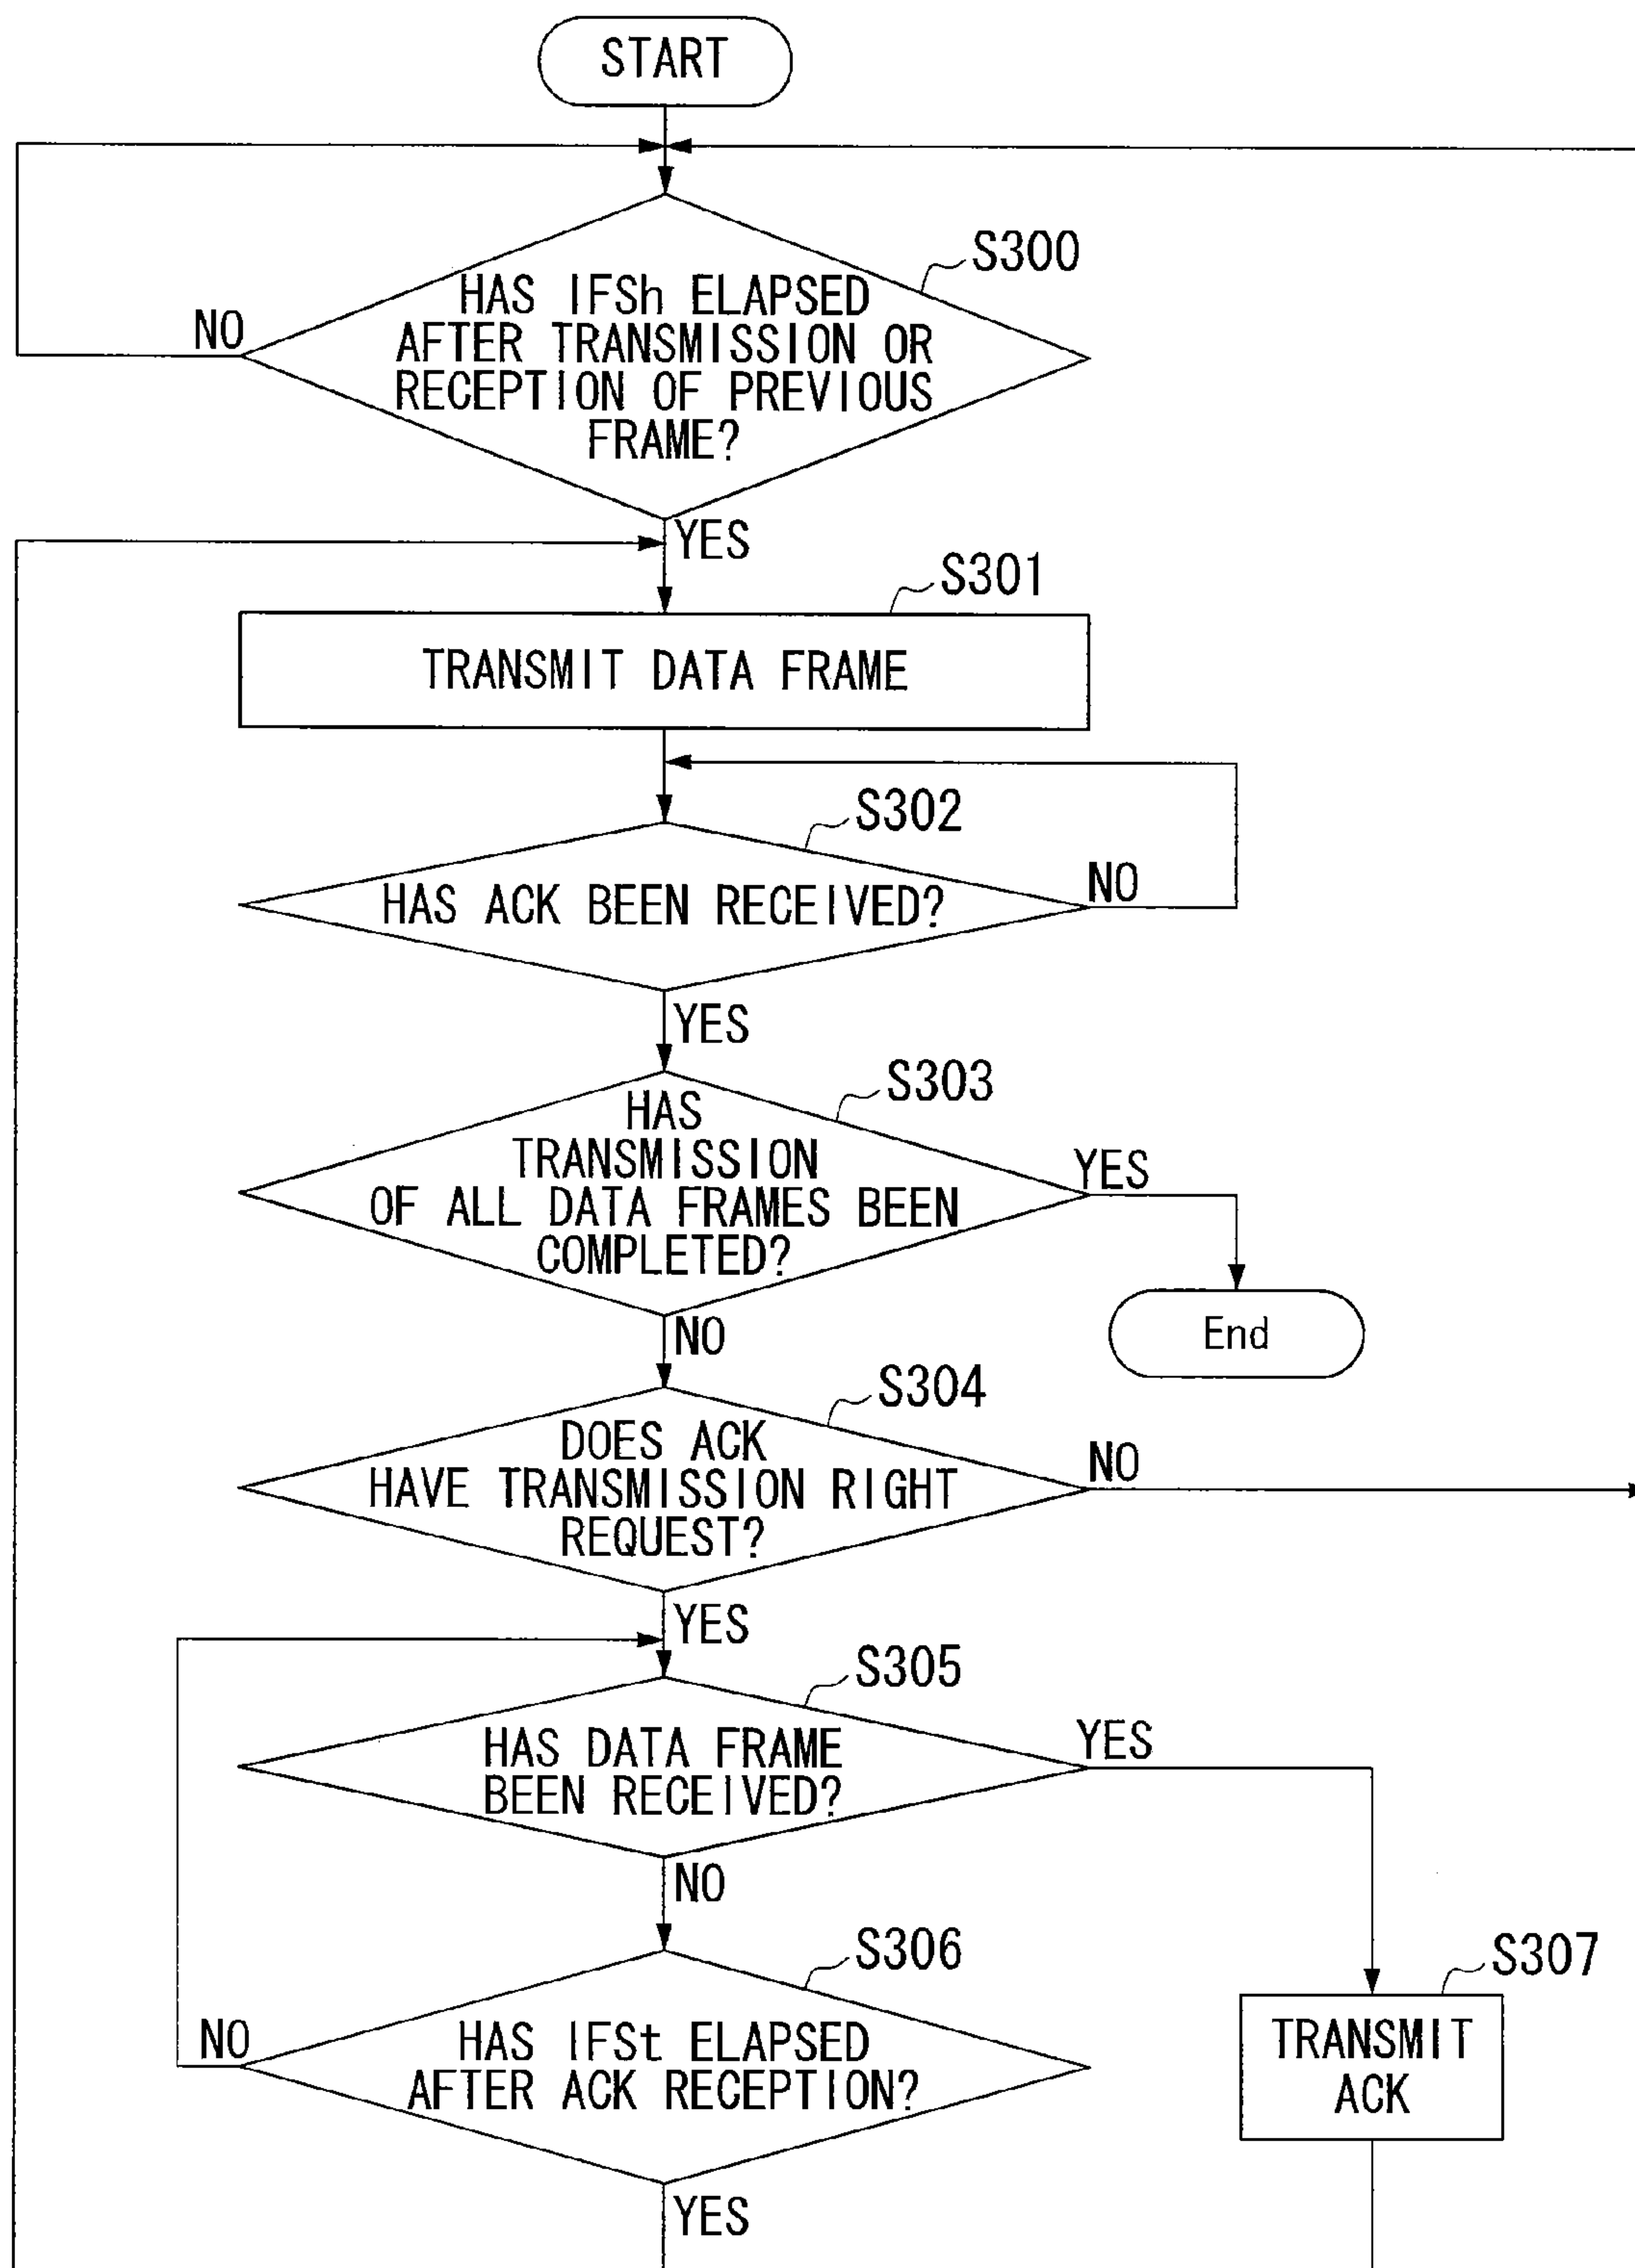 START
S300
HAS IFSh ELAPSED
AFTER TRANSMISSION OR
RECEPTION OF PREVIOUS
FRAME?
NO
YES
S301
TRANSMIT DATA FRAME
S302
HAS ACK BEEN RECEIVED?
NO
YES
S303
HAS
TRANSMISSION
OF ALL DATA FRAMES BEEN
COMPLETED?
YES
End
NO
S304
DOES ACK
HAVE TRANSMISSION RIGHT
REQUEST?
NO
YES
S305
HAS DATA FRAME
BEEN RECEIVED?
YES
NO
S306
HAS IFSt ELAPSED
AFTER ACK RECEPTION?
NO
S307
TRANSMIT
ACK
YES